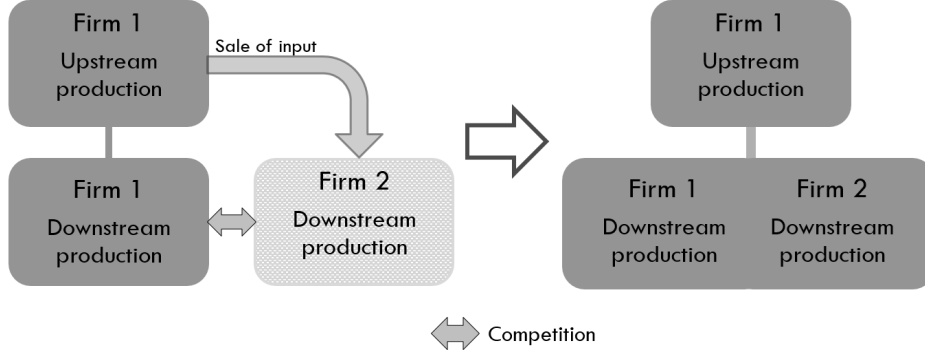 Firm 1
Upstream
production
Sale of input
Firm 1
Downstream
production
Firm 2
Downstream
production
Firm 1
Upstream
production
Firm 1
Downstream
production
Firm 2
Downstream
production
Competition